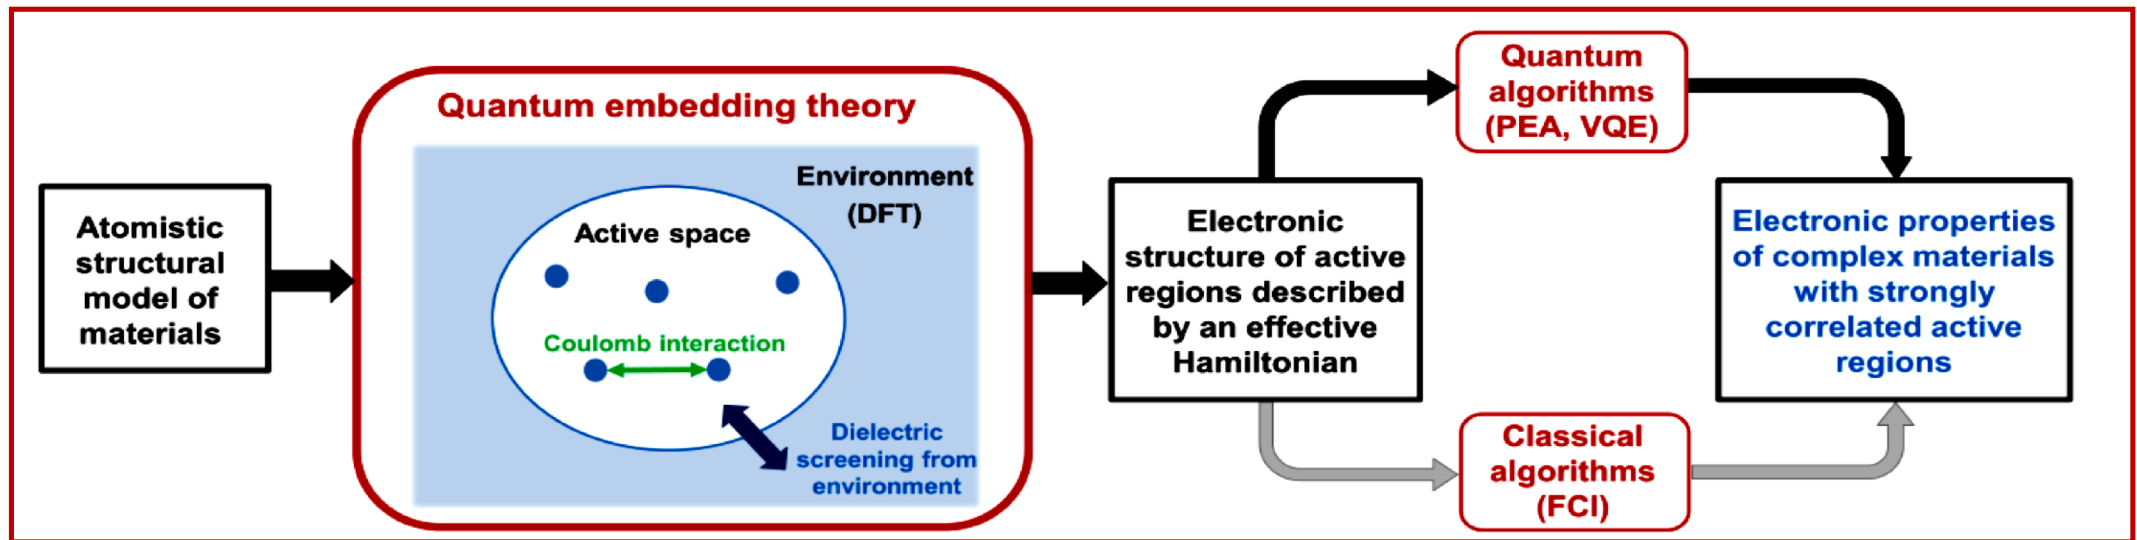 Atomistic
structural
model of
materials
Quantum embedding theory
Environment
(DFT)
Active space
Coulomb interaction
Dielectric
screening from
environment
Electronic
structure of active
regions described
by an effective
Hamiltonian
Quantum
algorithms
(PEA, VQE)
Classical
algorithms
(FCI)
Electronic properties
of complex materials
with strongly
correlated active
regions